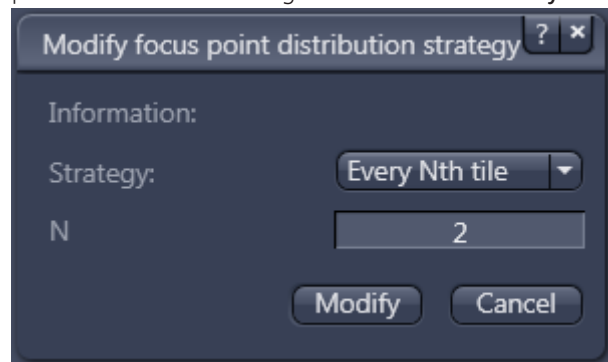 Modify focus point distribution strategy ? ×
Information:
Strategy: Every Nth tile
N 2
Modify Cancel